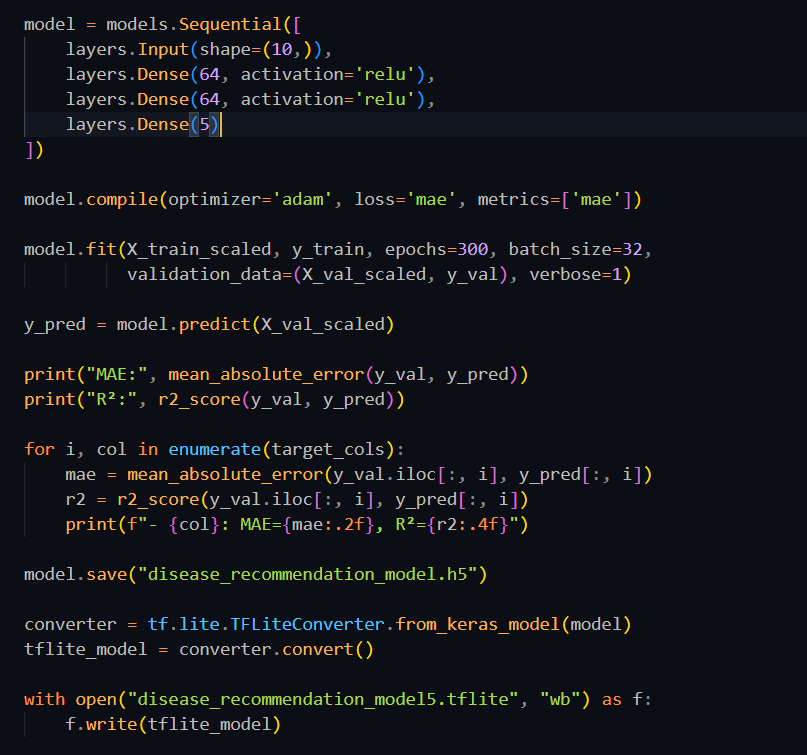 model = models.Sequential([
    layers.Input(shape=(10,)),
    layers.Dense(64, activation='relu'),
    layers.Dense(64, activation='relu'),
    layers.Dense(5)
])

model.compile(optimizer='adam', loss='mae', metrics=['mae'])

model.fit(X_train_scaled, y_train, epochs=300, batch_size=32,
          validation_data=(X_val_scaled, y_val), verbose=1)

y_pred = model.predict(X_val_scaled)

print("MAE:", mean_absolute_error(y_val, y_pred))
print("R²:", r2_score(y_val, y_pred))

for i, col in enumerate(target_cols):
    mae = mean_absolute_error(y_val.iloc[:, i], y_pred[:, i])
    r2 = r2_score(y_val.iloc[:, i], y_pred[:, i])
    print(f"- {col}: MAE={mae:.2f}, R²={r2:.4f}")

model.save("disease_recommendation_model.h5")

converter = tf.lite.TFLiteConverter.from_keras_model(model)
tflite_model = converter.convert()

with open("disease_recommendation_model5.tflite", "wb") as f:
    f.write(tflite_model)